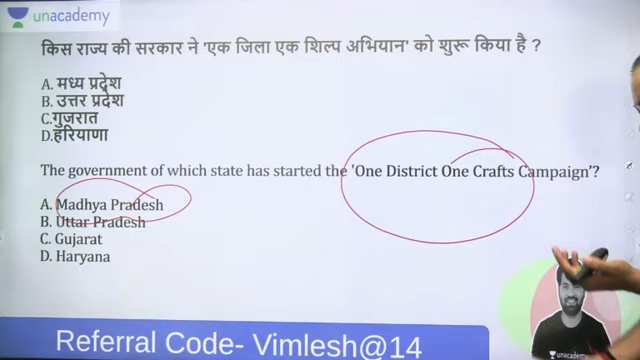 unacademy
किस राज्य की सरकार ने 'एक जिला एक शिल्प अभियान' को शुरू किया है ?
A. मध्य प्रदेश
B. उत्तर प्रदेश
C.गुजरात
D.हरियाणा
The government of which state has started the 'One District One Crafts Campaign'?
A. Madhya Pradesh
B. Uttar Pradesh
C. Gujarat
D. Haryana
unacademy
Referral Code- Vimlesh@14